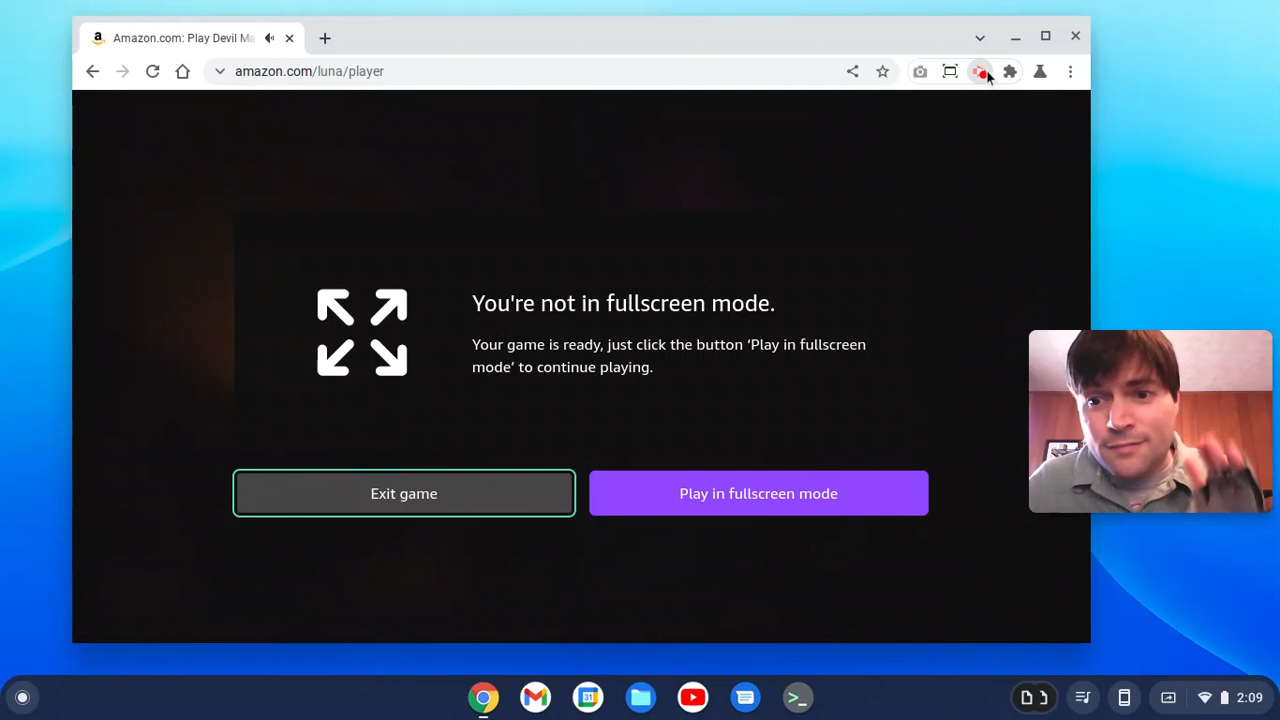 Amazon.com: Play Devil Ma
amazon.com/luna/player
You're not in fullscreen mode.
Your game is ready, just click the button ‘Play in fullscreen
mode’ to continue playing.
Exit game
Play in fullscreen mode
31
2:09